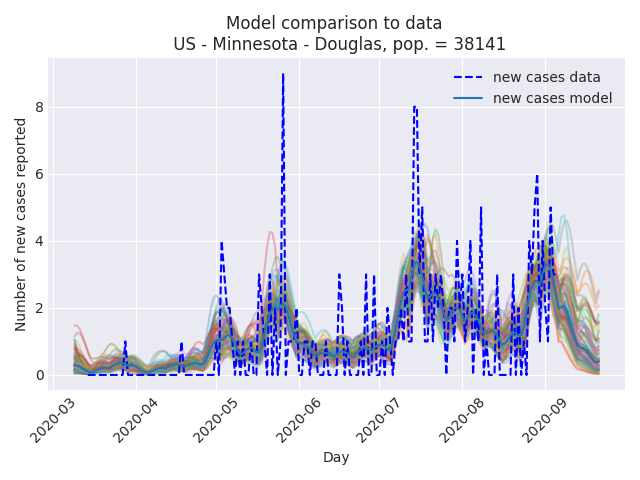 Model comparison to data
US - Minnesota - Douglas, pop. = 38141
new cases data
new cases model
Number of new cases reported
8
6
4
2
0
2020-03
2020-04
2020-05
2020-06
2020-07
2020-08
2020-09
Day